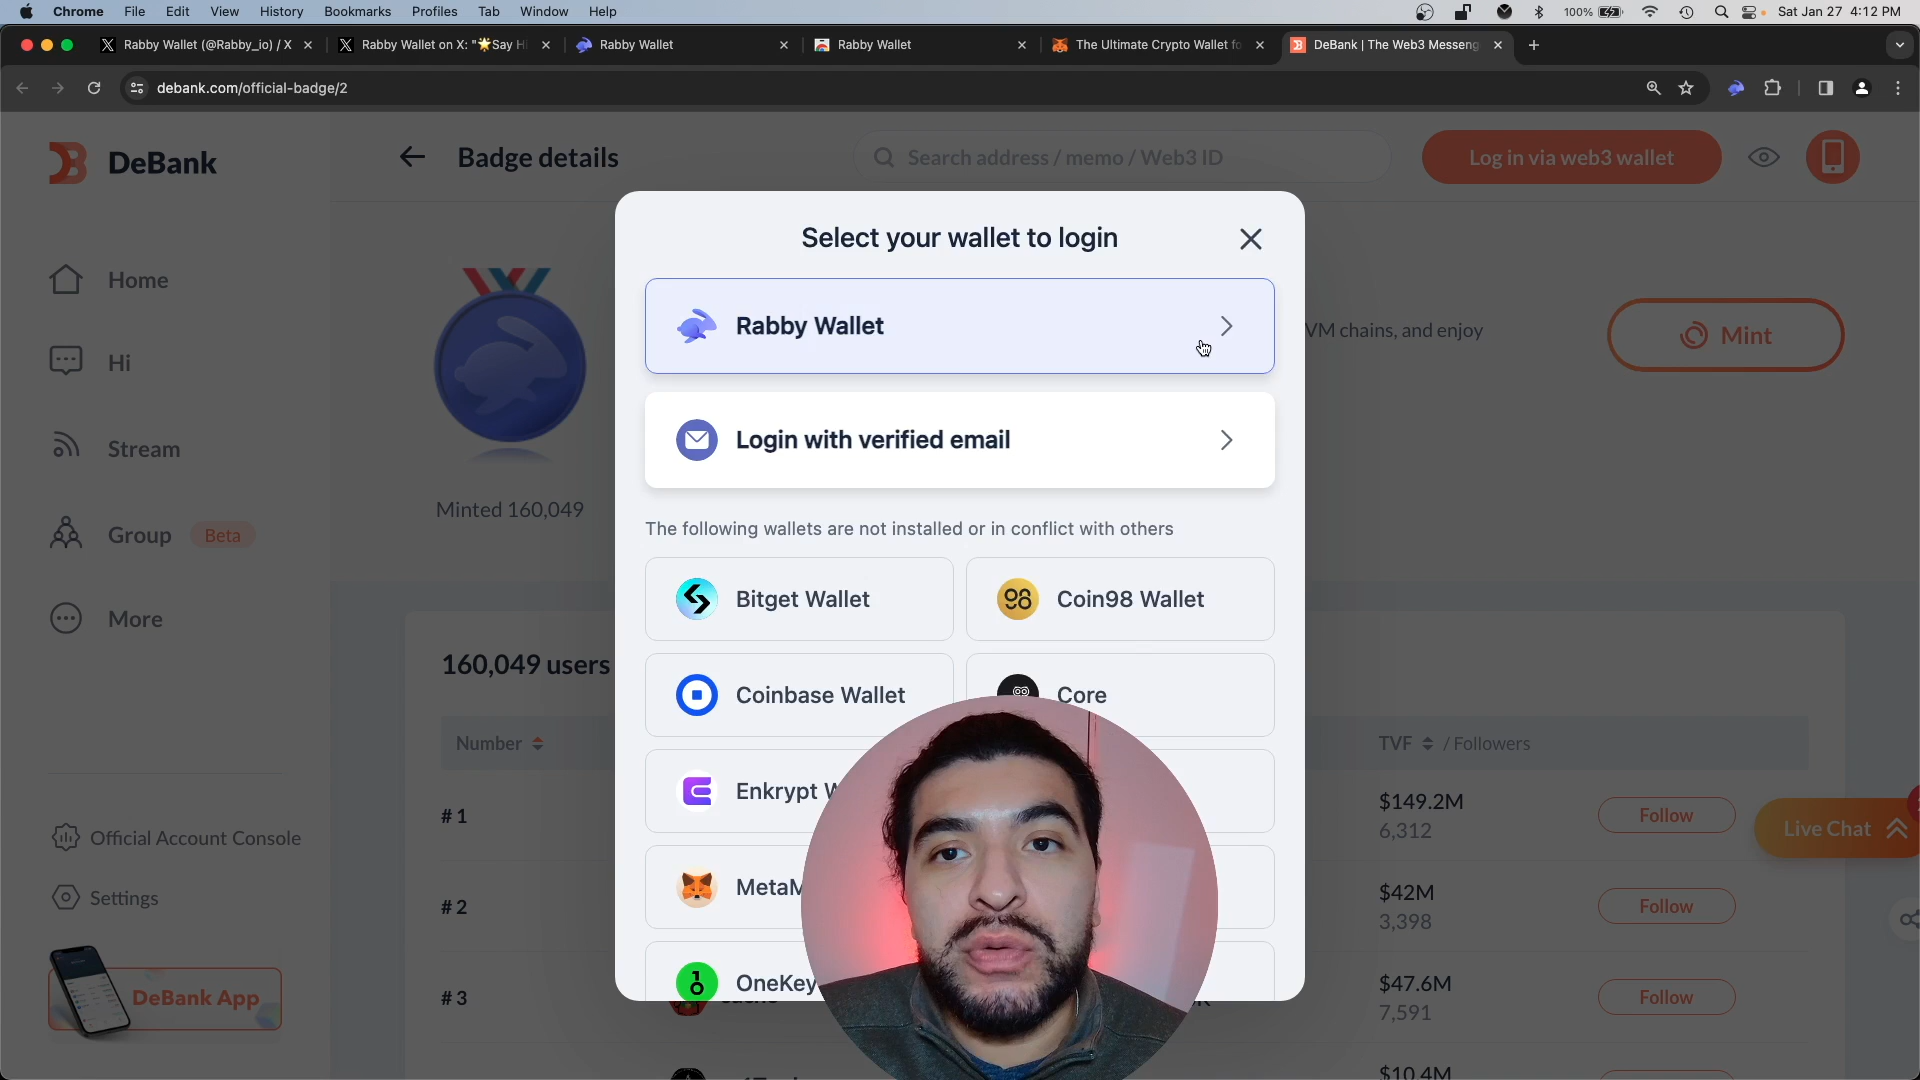 Chrome File Edit View History Bookmarks Profiles Tab Window Help 100% Sat Jan 27 4:12 PM
Rabby Wallet (@Rabby_io) / X
Rabby Wallet on X: "🌟Say Hi
Rabby Wallet
Rabby Wallet
The Ultimate Crypto Wallet fo
DeBank | The Web3 Messeng
debank.com/official-badge/2
DeBank
Badge details
Search address / memo / Web3 ID
Log in via web3 wallet
Home
Hi
Stream
Group Beta
More
Official Account Console
Settings
DeBank App
Minted 160,049
VM chains, and enjoy
Mint
Select your wallet to login
Rabby Wallet
Login with verified email
The following wallets are not installed or in conflict with others
Bitget Wallet
98 Coin98 Wallet
Coinbase Wallet
Core
Enkrypt W
MetaM
OneKey
160,049 users
Number
TVF / Followers
#1
$149.2M
6,312
Follow
#2
$42M
3,398
Follow
#3
$47.6M
7,591
Follow
$10.4M
Live Chat